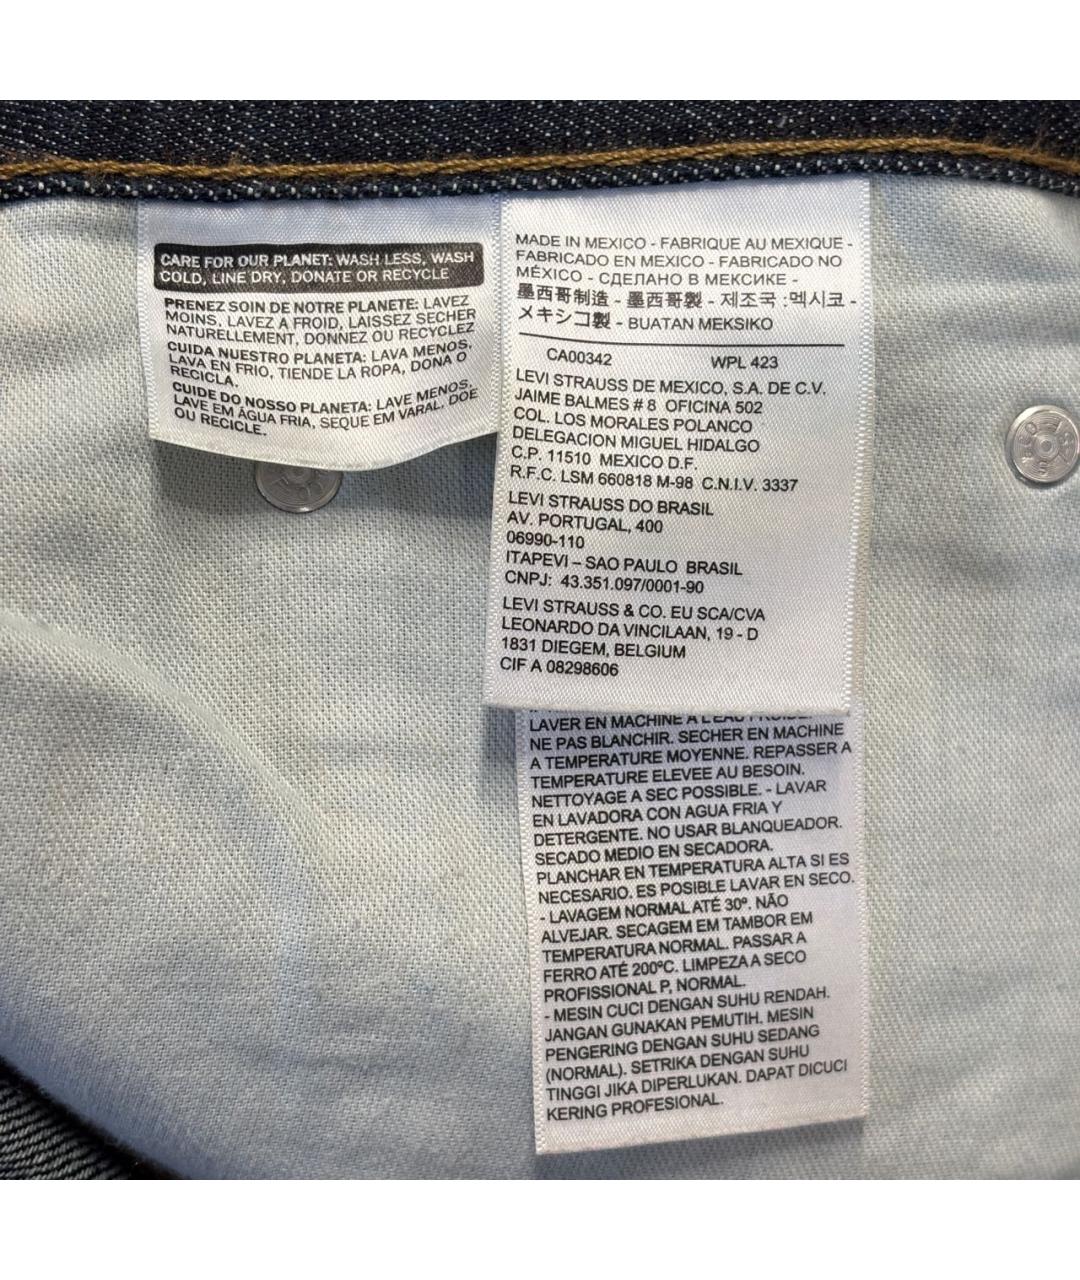 CARE FOR OUR PLANET: WASH LESS, WASH
COLD, LINE DRY, DONATE OR RECYCLE
PRENEZ SOIN DE NOTRE PLANETE: LAVEZ
MOINS, LAVEZ A FROID, LAISSEZ SECHER
NATURELLEMENT, DONNEZ OU RECYCLEZ
CUIDA NUESTRO PLANETA: LAVA MENOS,
LAVA EN FRIO, TIENDE LA ROPA, DONA O
RECICLA.
CUIDE DO NOSSO PLANETA: LAVE MENOS,
LAVE EM ÁGUA FRIA, SEQUE EM VARAL, DOE
OU RECICLE.
MADE IN MEXICO - FABRIQUE AU MEXIQUE -
FABRICADO EN MEXICO - FABRICADO NO
MÉXICO - СДЕЛАНО В МЕКСИКЕ -
墨西哥制造 - 墨西哥製 - 제조국 :멕시코 -
メキシコ製 - BUATAN MEKSIKO
CA00342 WPL 423
LEVI STRAUSS DE MEXICO, S.A. DE C.V.
JAIME BALMES # 8 OFICINA 502
COL. LOS MORALES POLANCO
DELEGACION MIGUEL HIDALGO
C.P. 11510 MEXICO D.F.
R.F.C. LSM 660818 M-98 C.N.I.V. 3337
LEVI STRAUSS DO BRASIL
AV. PORTUGAL, 400
06990-110
ITAPEVI – SAO PAULO BRASIL
CNPJ: 43.351.097/0001-90
LEVI STRAUSS & CO. EU SCA/CVA
LEONARDO DA VINCILAAN, 19 - D
1831 DIEGEM, BELGIUM
CIF A 08298606
LAVER EN MACHINE A L'EAU FROIDE.
NE PAS BLANCHIR. SECHER EN MACHINE
A TEMPERATURE MOYENNE. REPASSER A
TEMPERATURE ELEVEE AU BESOIN.
NETTOYAGE A SEC POSSIBLE. - LAVAR
EN LAVADORA CON AGUA FRIA Y
DETERGENTE. NO USAR BLANQUEADOR.
SECADO MEDIO EN SECADORA.
PLANCHAR EN TEMPERATURA ALTA SI ES
NECESARIO. ES POSIBLE LAVAR EN SECO.
- LAVAGEM NORMAL ATÉ 30º. NÃO
ALVEJAR. SECAGEM EM TAMBOR EM
TEMPERATURA NORMAL. PASSAR A
FERRO ATÉ 200ºC. LIMPEZA A SECO
PROFISSIONAL P, NORMAL.
- MESIN CUCI DENGAN SUHU RENDAH.
JANGAN GUNAKAN PEMUTIH. MESIN
PENGERING DENGAN SUHU SEDANG
(NORMAL). SETRIKA DENGAN SUHU
TINGGI JIKA DIPERLUKAN. DAPAT DICUCI
KERING PROFESIONAL.